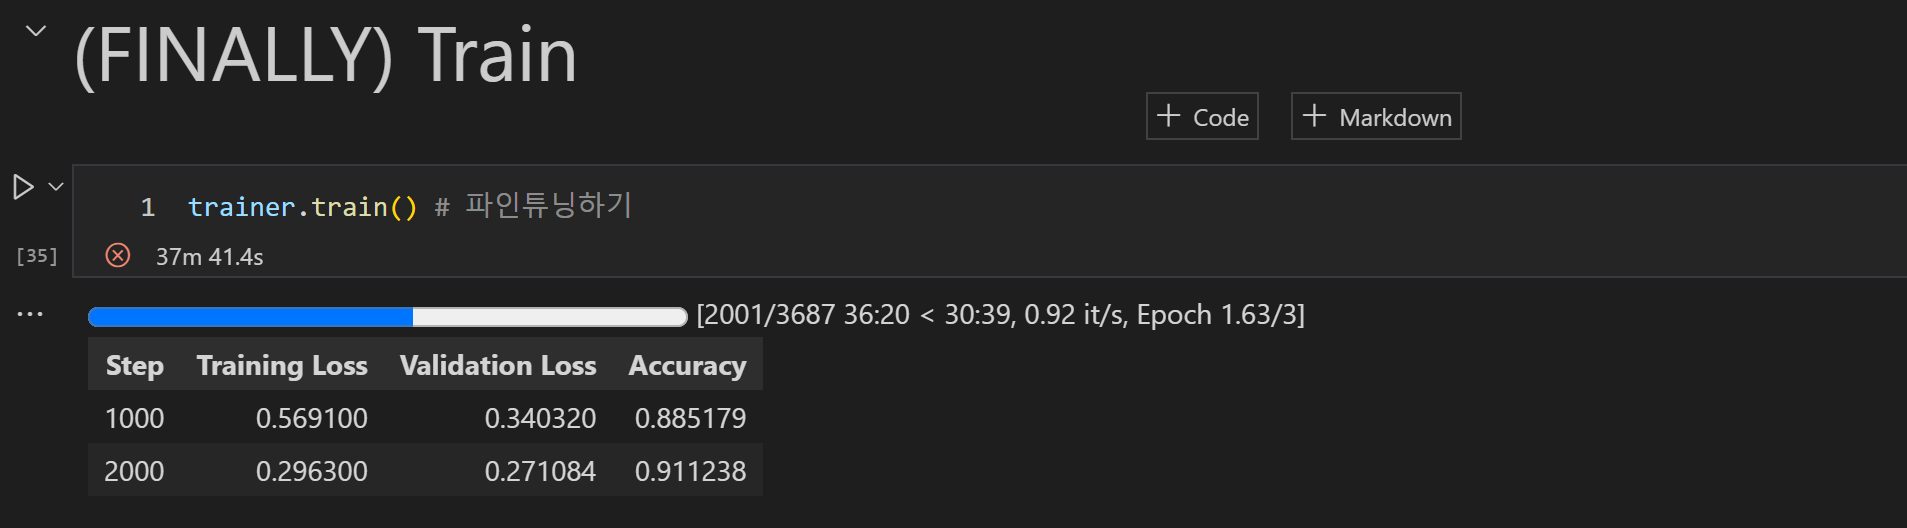 (FINALLY) Train
+ Code + Markdown
1 trainer.train() # 파인튜닝하기
[35] 37m 41.4s
[2001/3687 36:20 < 30:39, 0.92 it/s, Epoch 1.63/3]
Step Training Loss Validation Loss Accuracy
1000 0.569100 0.340320 0.885179
2000 0.296300 0.271084 0.911238